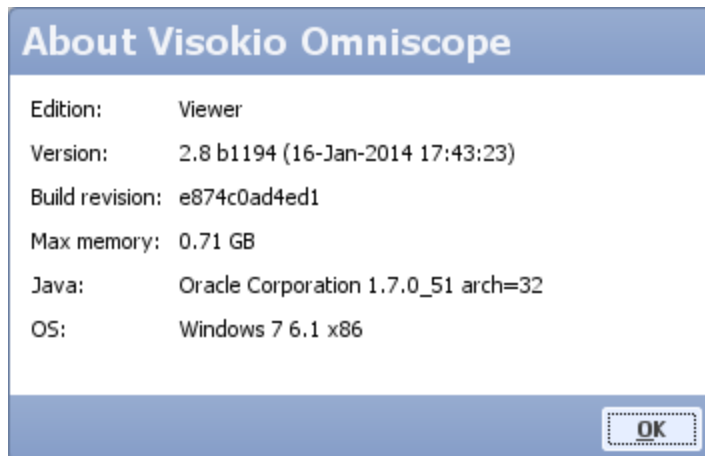 About Visokio Omniscope
Edition: Viewer
Version: 2.8 b1194 (16-Jan-2014 17:43:23)
Build revision: e874c0ad4ed1
Max memory: 0.71 GB
Java: Oracle Corporation 1.7.0_51 arch=32
OS: Windows 7 6.1 x86
OK